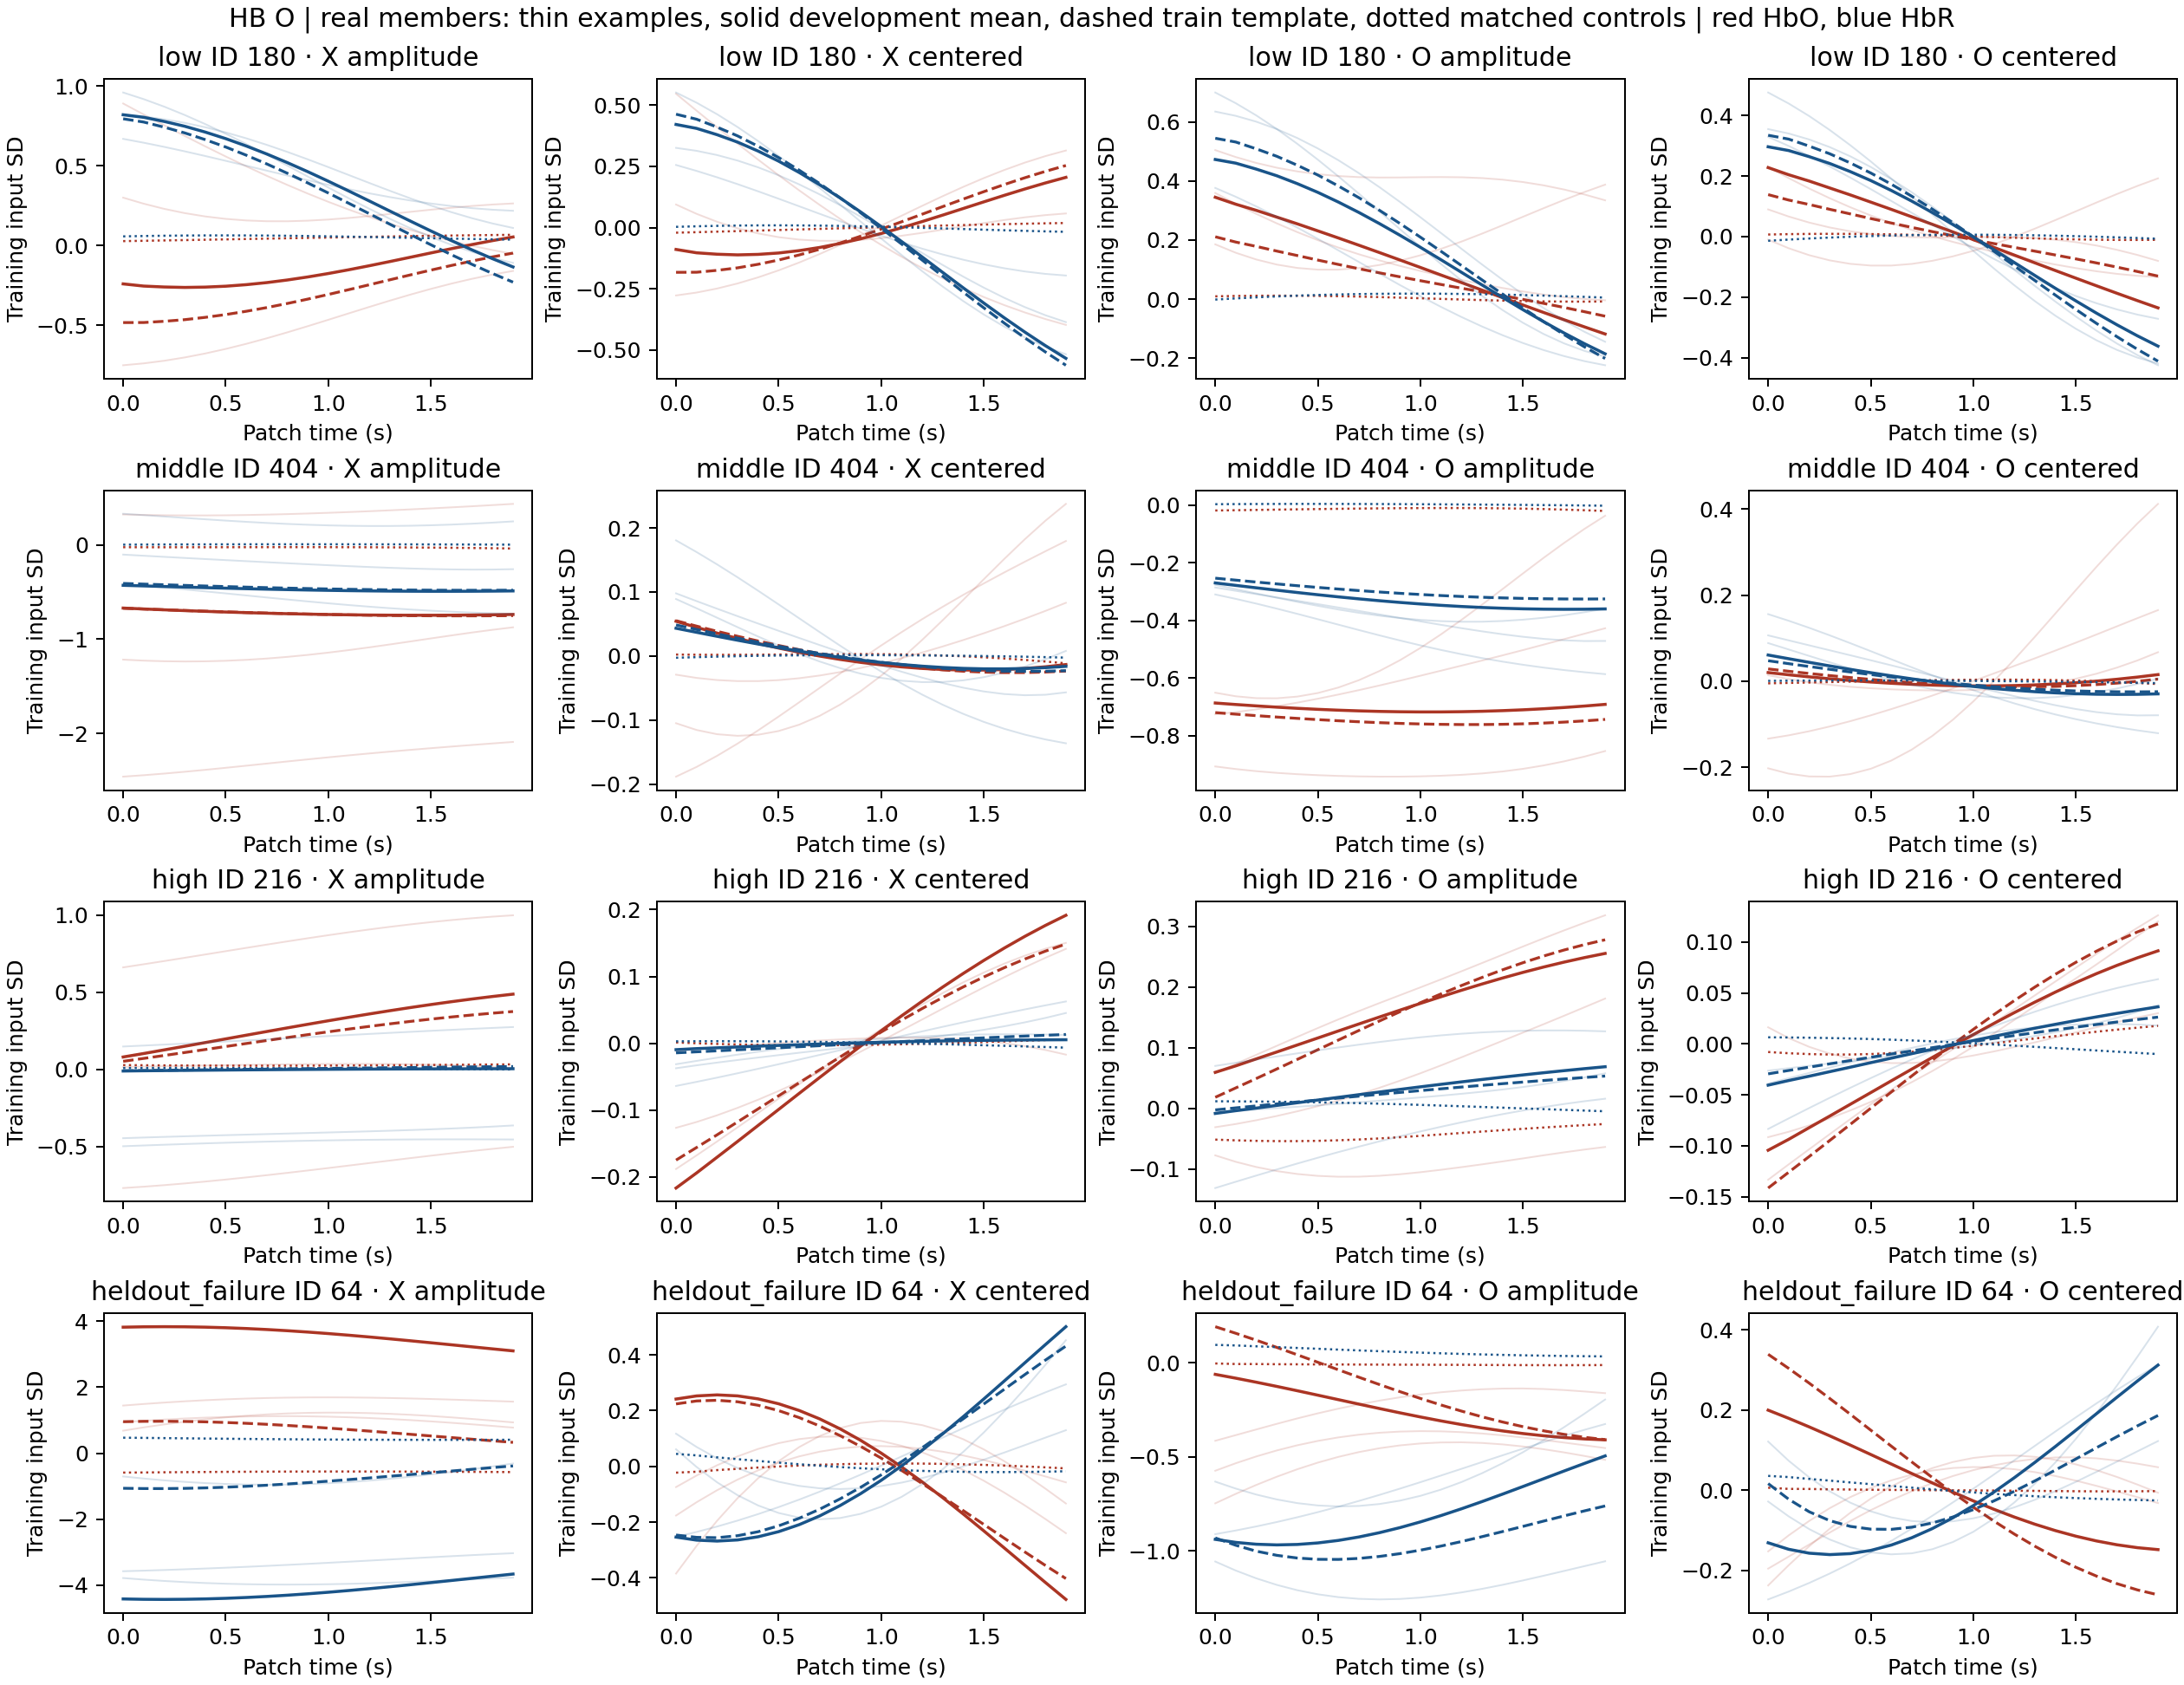 HB O | real members: thin examples, solid development mean, dashed train template, dotted matched controls | red HbO, blue HbR
low ID 180 · X amplitude
low ID 180 · X centered
low ID 180 · O amplitude
low ID 180 · O centered
Training input SD
1.0
0.5
0.0
−0.5
0.0 0.5 1.0 1.5
Patch time (s)
Training input SD
0.50
0.25
0.00
−0.25
−0.50
0.0 0.5 1.0 1.5
Patch time (s)
Training input SD
0.6
0.4
0.2
0.0
−0.2
0.0 0.5 1.0 1.5
Patch time (s)
Training input SD
0.4
0.2
0.0
−0.2
−0.4
0.0 0.5 1.0 1.5
Patch time (s)
middle ID 404 · X amplitude
middle ID 404 · X centered
middle ID 404 · O amplitude
middle ID 404 · O centered
Training input SD
0
−1
−2
0.0 0.5 1.0 1.5
Patch time (s)
Training input SD
0.2
0.1
0.0
−0.1
−0.2
0.0 0.5 1.0 1.5
Patch time (s)
Training input SD
0.0
−0.2
−0.4
−0.6
−0.8
0.0 0.5 1.0 1.5
Patch time (s)
Training input SD
0.4
0.2
0.0
−0.2
0.0 0.5 1.0 1.5
Patch time (s)
high ID 216 · X amplitude
high ID 216 · X centered
high ID 216 · O amplitude
high ID 216 · O centered
Training input SD
1.0
0.5
0.0
−0.5
0.0 0.5 1.0 1.5
Patch time (s)
Training input SD
0.2
0.1
0.0
−0.1
−0.2
0.0 0.5 1.0 1.5
Patch time (s)
Training input SD
0.3
0.2
0.1
0.0
−0.1
0.0 0.5 1.0 1.5
Patch time (s)
Training input SD
0.10
0.05
0.00
−0.05
−0.10
−0.15
0.0 0.5 1.0 1.5
Patch time (s)
heldout_failure ID 64 · X amplitude
heldout_failure ID 64 · X centered
heldout_failure ID 64 · O amplitude
heldout_failure ID 64 · O centered
Training input SD
4
2
0
−2
−4
0.0 0.5 1.0 1.5
Patch time (s)
Training input SD
0.4
0.2
0.0
−0.2
−0.4
0.0 0.5 1.0 1.5
Patch time (s)
Training input SD
0.0
−0.5
−1.0
0.0 0.5 1.0 1.5
Patch time (s)
Training input SD
0.4
0.2
0.0
−0.2
0.0 0.5 1.0 1.5
Patch time (s)